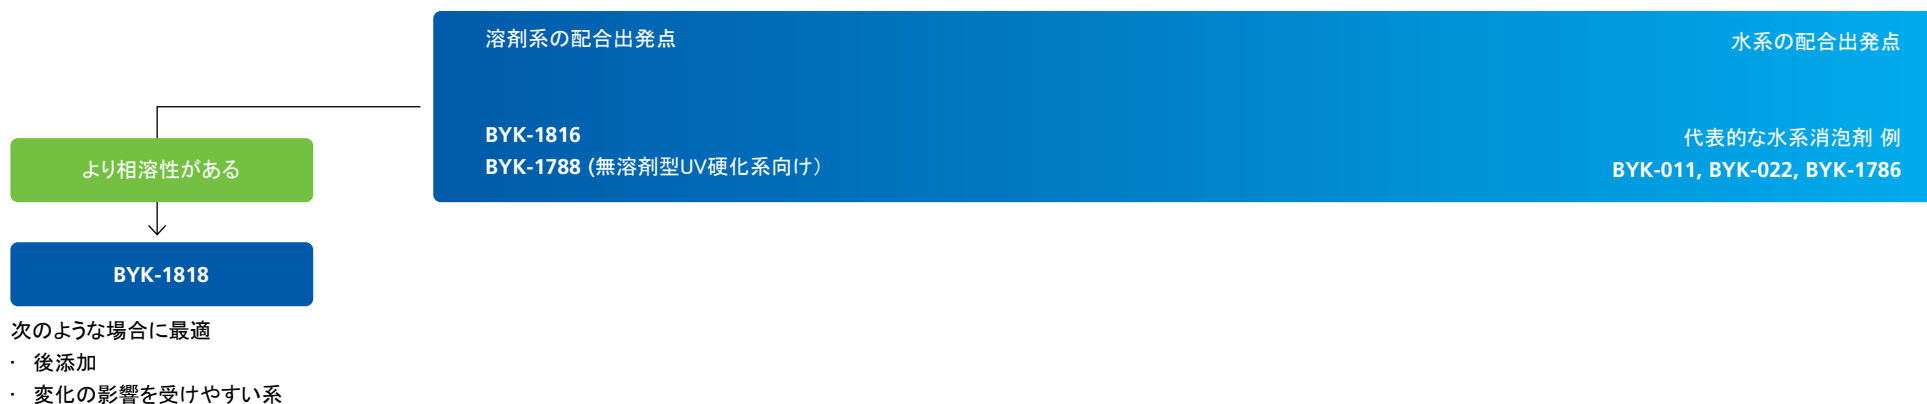 溶剤系の配合出発点
水系の配合出発点
BYK-1816
BYK-1788 (無溶剤型UV硬化系向け）
代表的な水系消泡剤 例
BYK-011, BYK-022, BYK-1786
より相溶性がある
BYK-1818
次のような場合に最適
· 後添加
· 変化の影響を受けやすい系